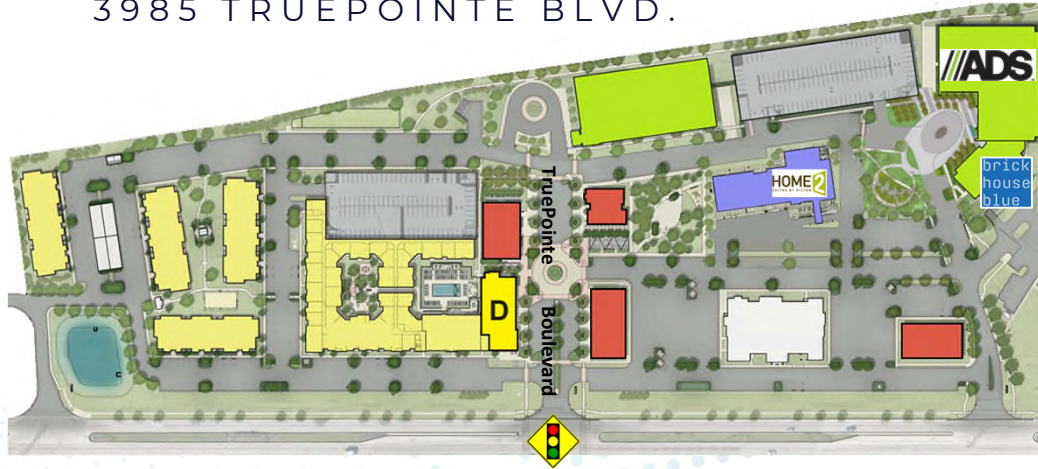 3985 TRUEPOINTE BLVD.
//ADS
brick
house
blue
HOME2
SUITES BY HILTON
TruePointe Boulevard
D